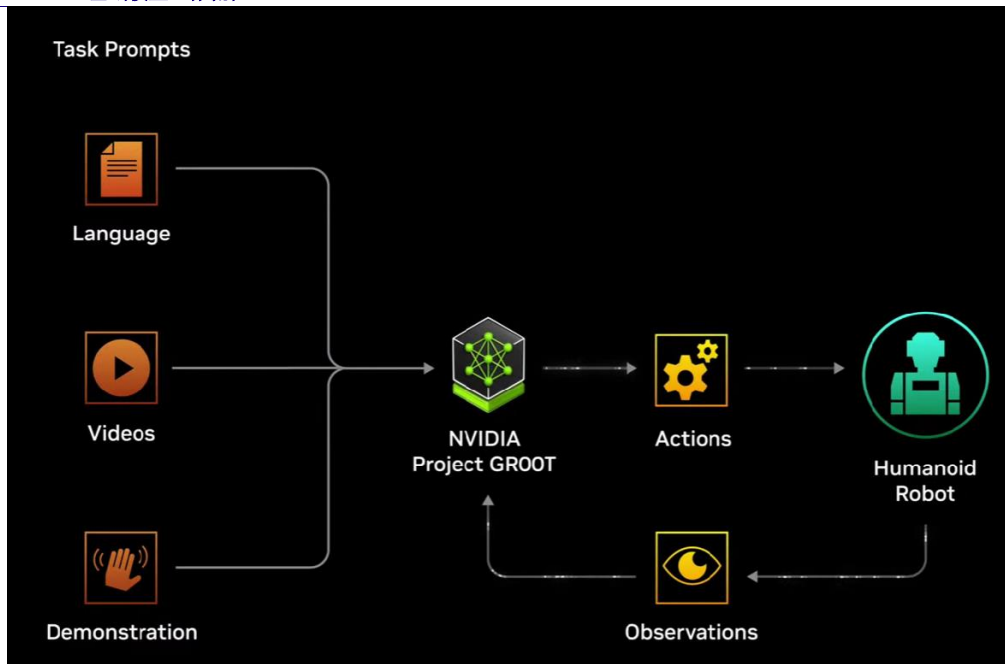 Task Prompts
Language
Videos
Demonstration
NVIDIA
Project GR00T
Actions
Observations
Humanoid
Robot